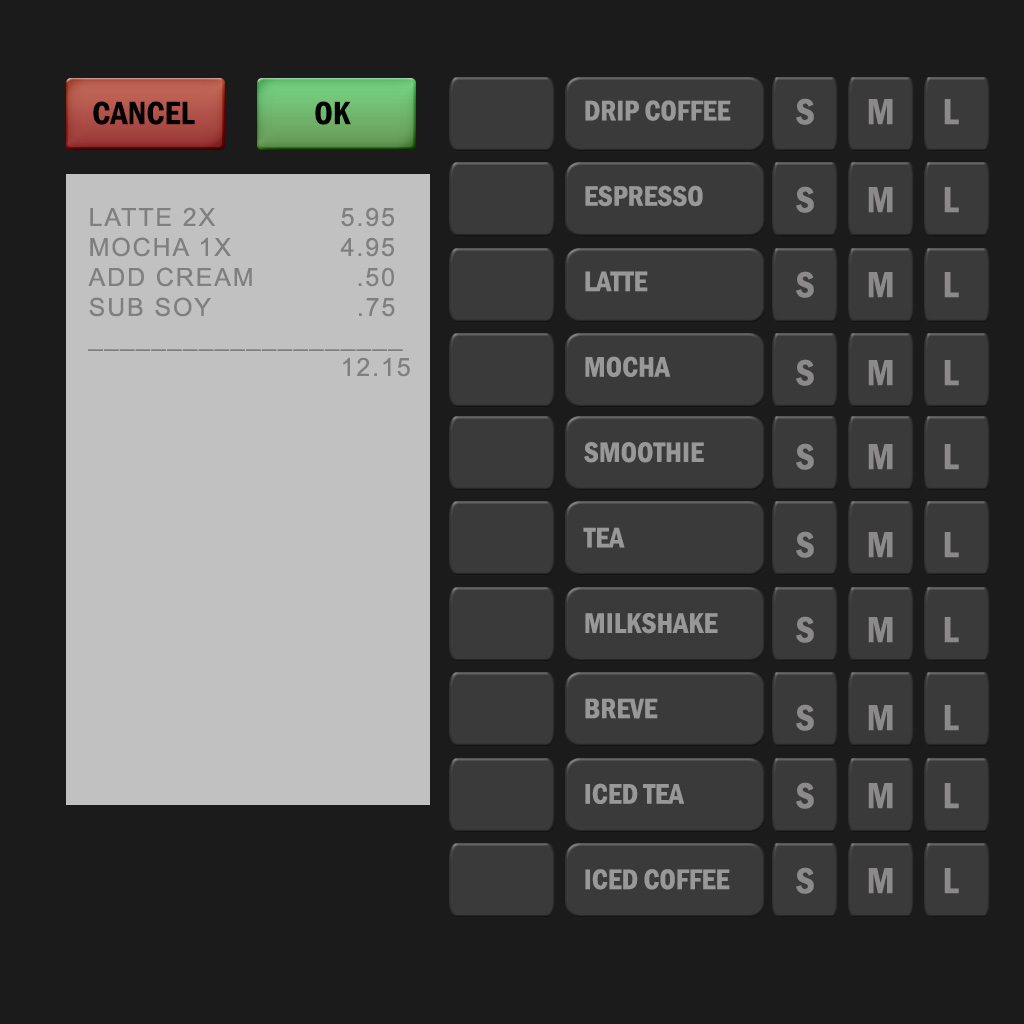 CANCEL OK
LATTE 2X 5.95
MOCHA 1X 4.95
ADD CREAM .50
SUB SOY .75
____________________
12.15
DRIP COFFEE S M L
ESPRESSO S M L
LATTE S M L
MOCHA S M L
SMOOTHIE S M L
TEA S M L
MILKSHAKE S M L
BREVE S M L
ICED TEA S M L
ICED COFFEE S M L